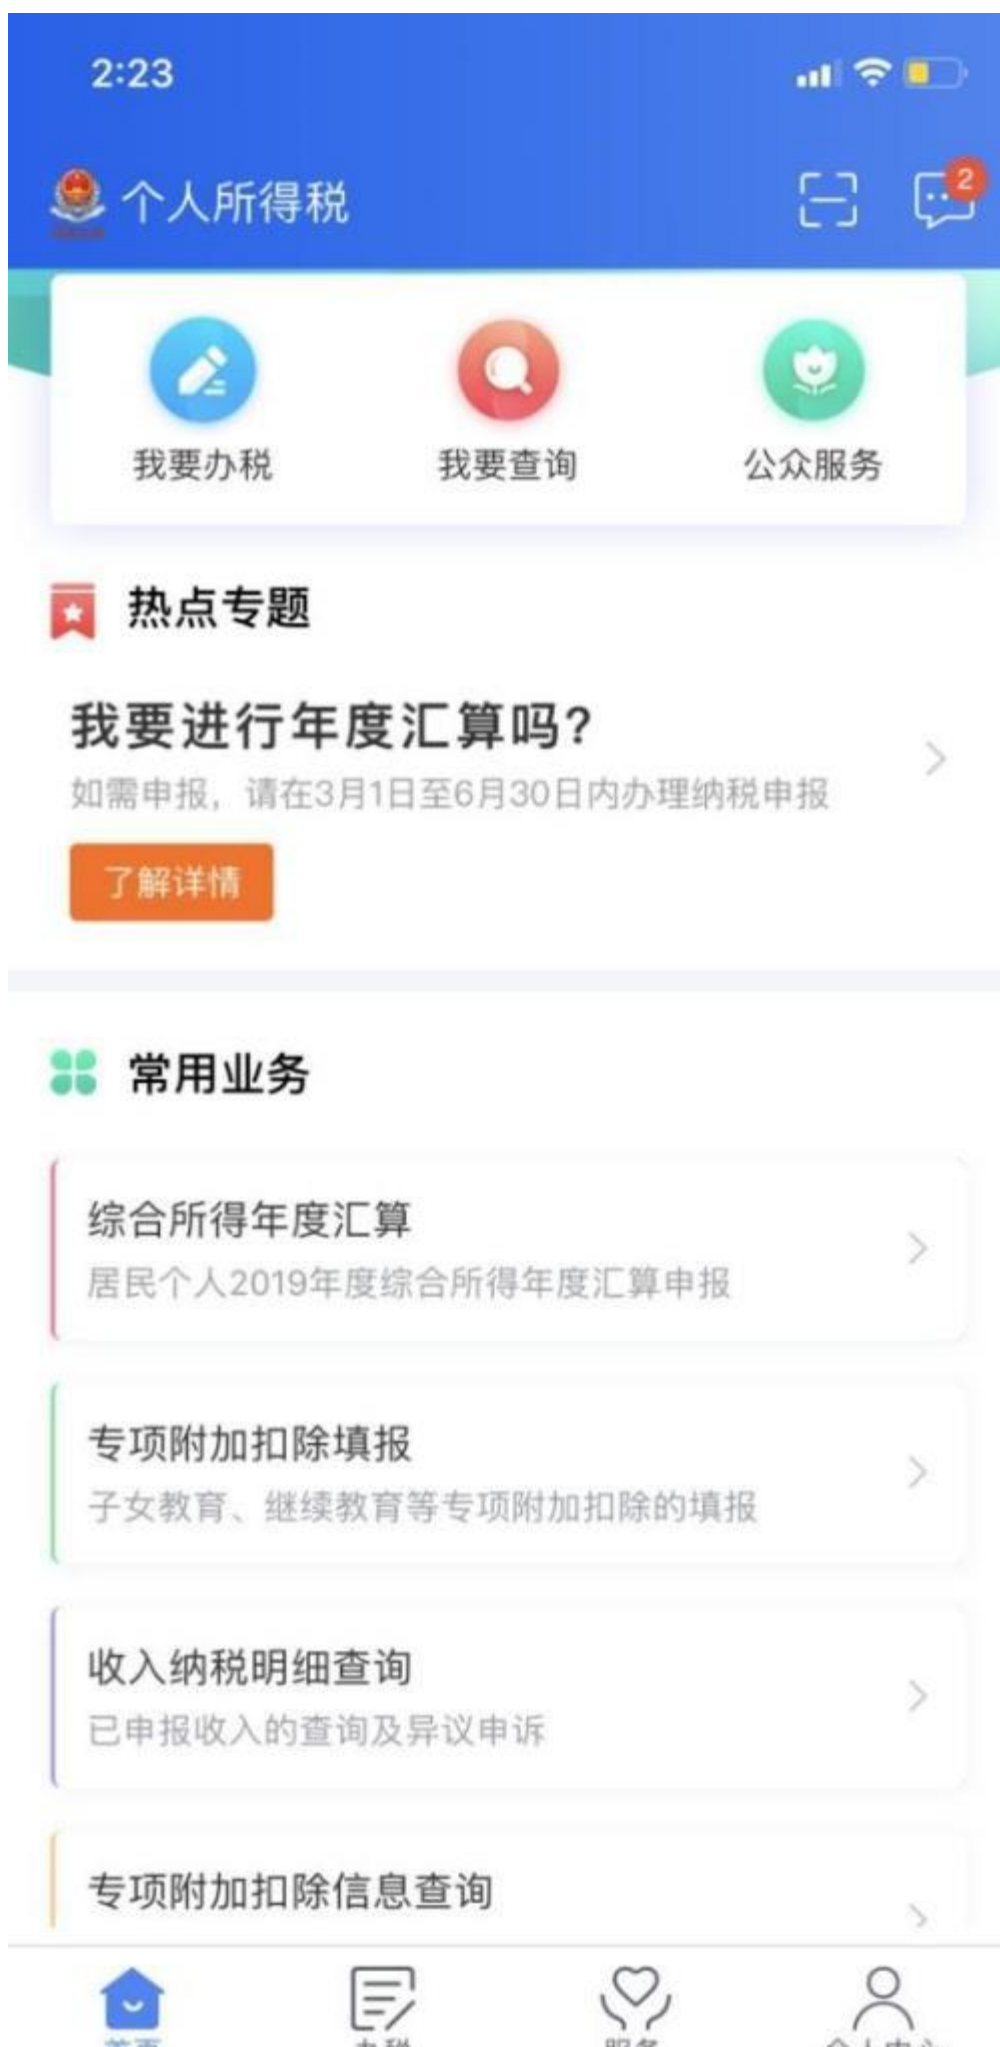 2:23
个人所得税
2
我要办税
我要查询
公众服务
热点专题
我要进行年度汇算吗?
如需申报，请在3月1日至6月30日内办理纳税申报
了解详情
常用业务
综合所得年度汇算
居民个人2019年度综合所得年度汇算申报
专项附加扣除填报
子女教育、继续教育等专项附加扣除的填报
收入纳税明细查询
已申报收入的查询及异议申诉
专项附加扣除信息查询